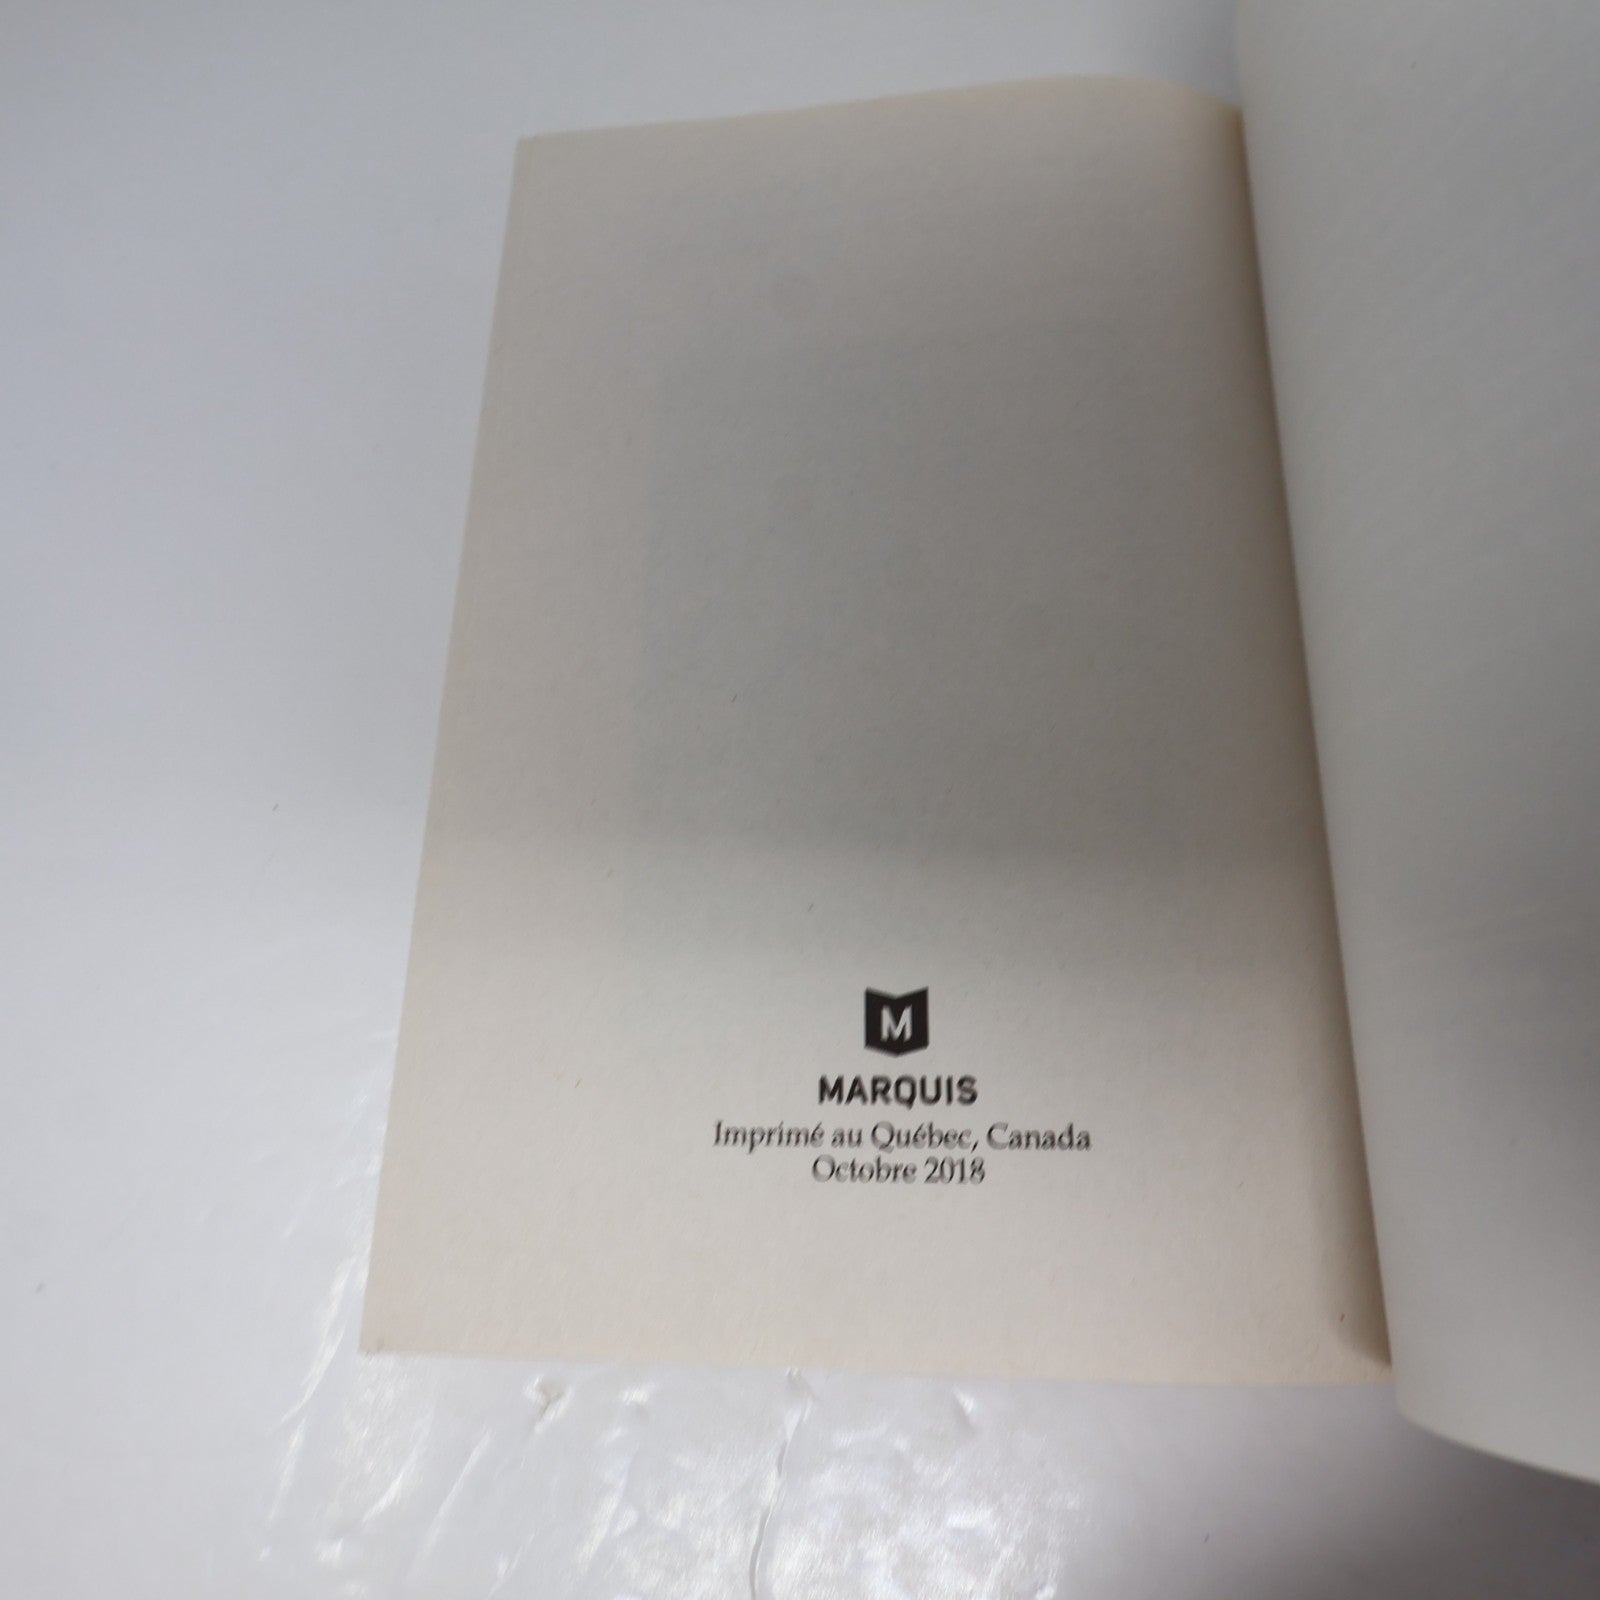 M
MARQUIS
Imprimé au Québec, Canada
Octobre 2018